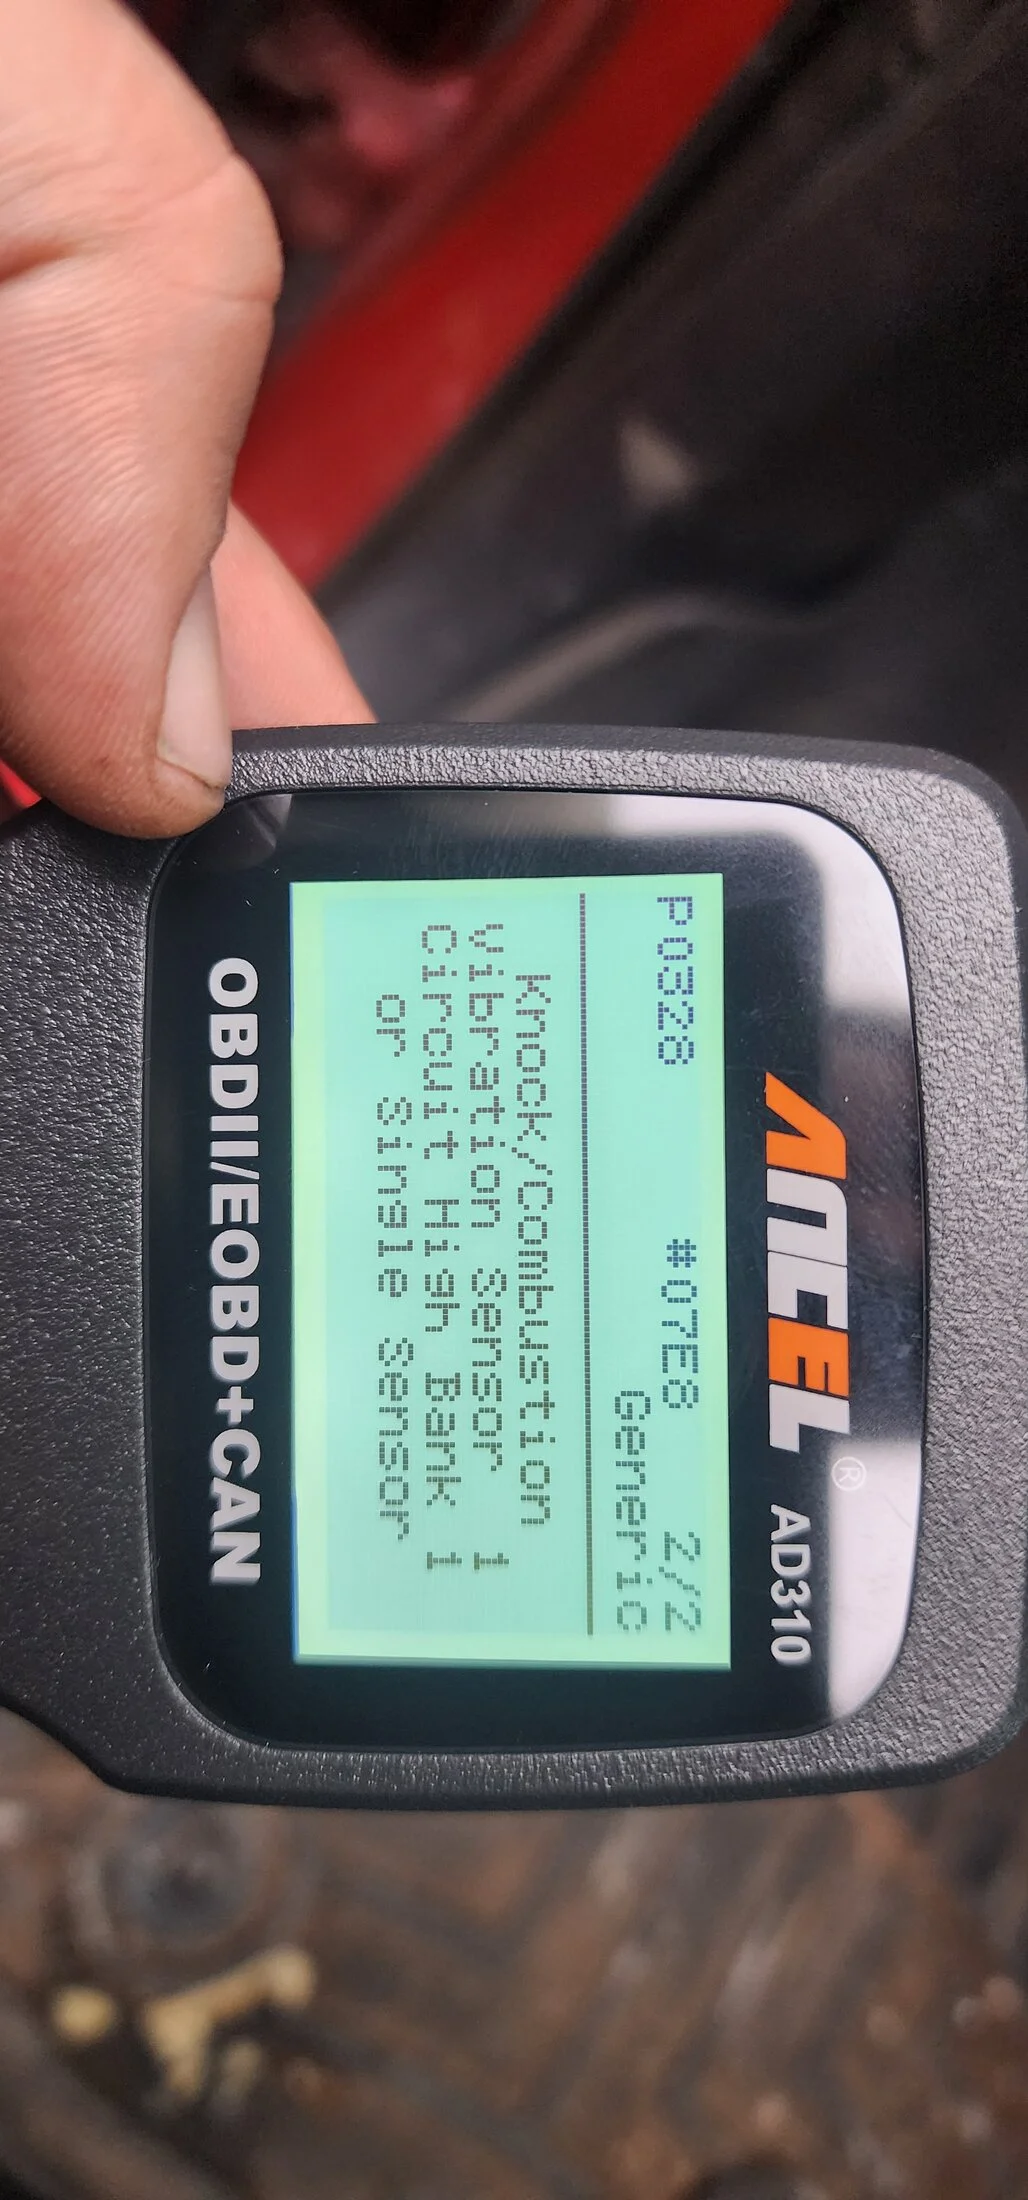 ANCEL® AD310
P0328 #07E8 2/2
Generic
Knock/Combustion
Vibration Sensor 1
Circuit High Bank 1
or Single Sensor
OBDII/EOBD+CAN